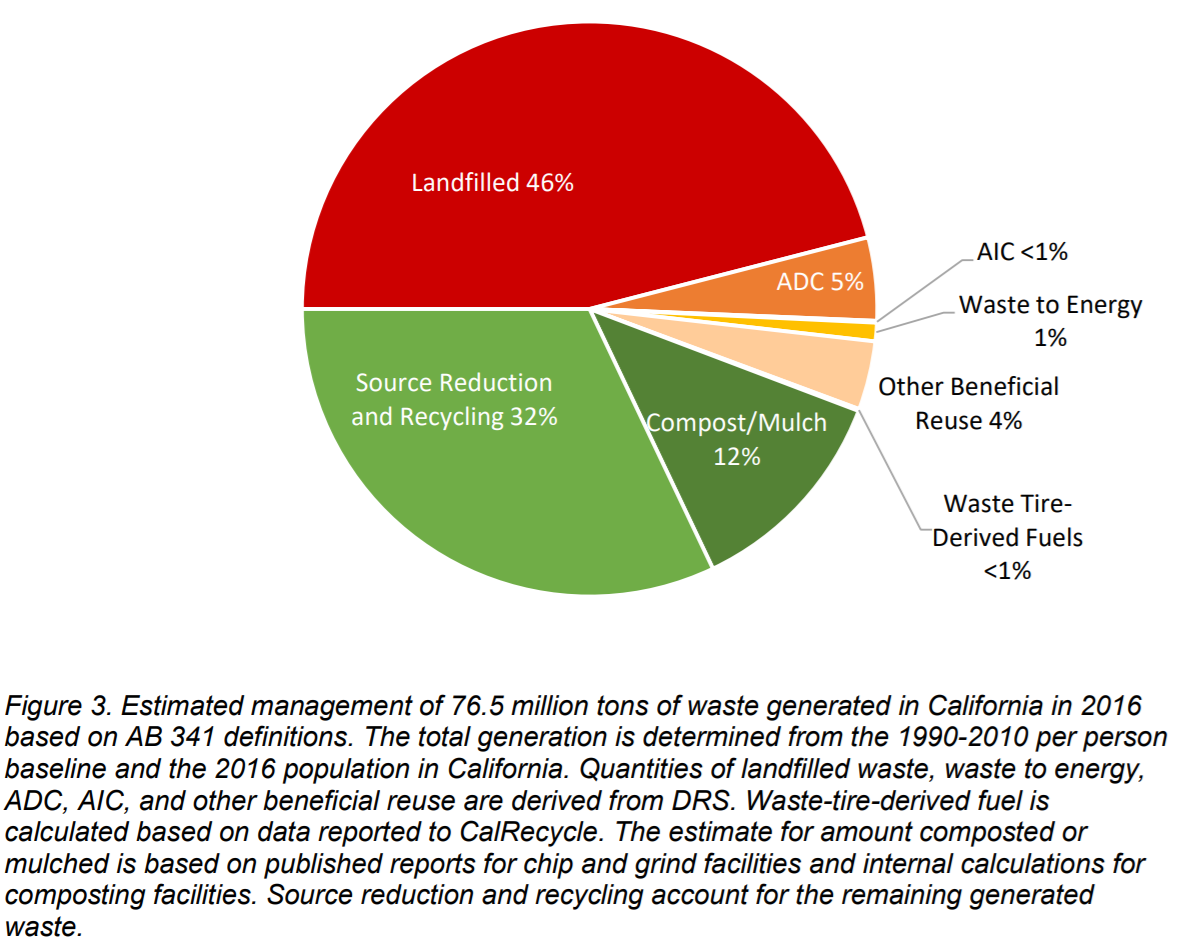 Landfilled 46%
ADC 5%
AIC <1%
Waste to Energy
1%
Other Beneficial
Reuse 4%
Waste Tire-
Derived Fuels
<1%
Compost/Mulch
12%
Source Reduction
and Recycling 32%
Figure 3. Estimated management of 76.5 million tons of waste generated in California in 2016
based on AB 341 definitions. The total generation is determined from the 1990-2010 per person
baseline and the 2016 population in California. Quantities of landfilled waste, waste to energy,
ADC, AIC, and other beneficial reuse are derived from DRS. Waste-tire-derived fuel is
calculated based on data reported to CalRecycle. The estimate for amount composted or
mulched is based on published reports for chip and grind facilities and internal calculations for
composting facilities. Source reduction and recycling account for the remaining generated
waste.